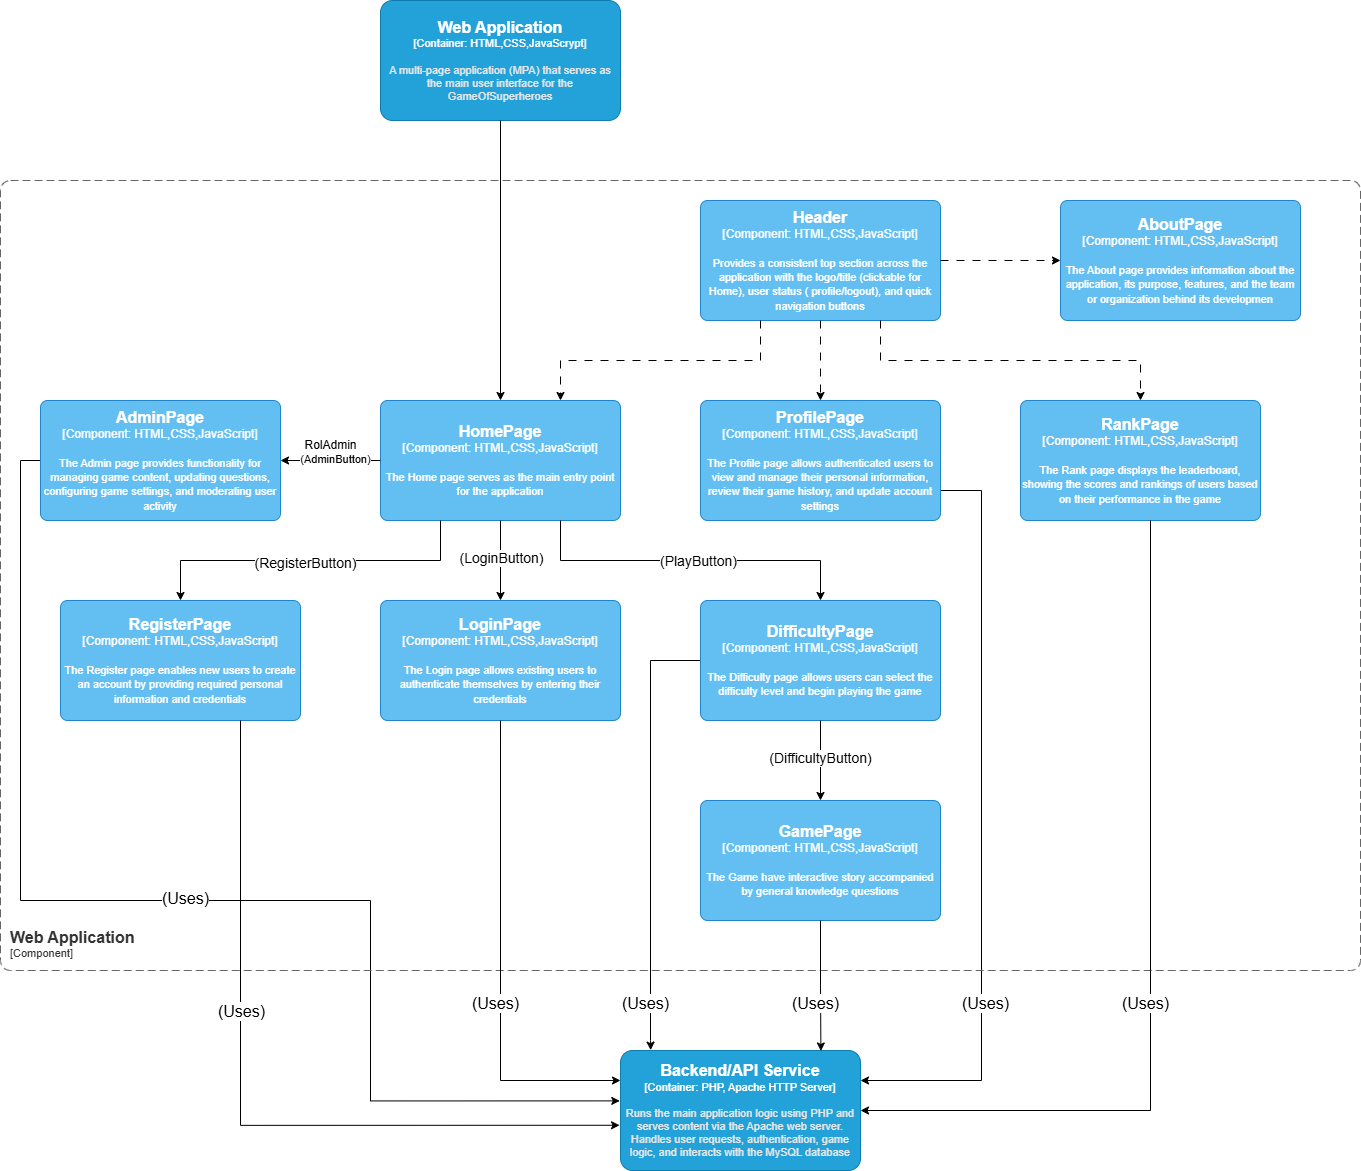 Web Application
[Container: HTML,CSS,JavaScrypt]
A multi-page application (MPA) that serves as
the main user interface for the
GameOfSuperheroes
Header
[Component: HTML,CSS,JavaScript]
Provides a consistent top section across the
application with the logo/title (clickable for
Home), user status ( profile/logout), and quick
navigation buttons
AboutPage
[Component: HTML,CSS,JavaScript]
The About page provides information about the
application, its purpose, features, and the team
or organization behind its developmen
AdminPage
[Component: HTML,CSS,JavaScript]
The Admin page provides functionality for
managing game content, updating questions,
configuring game settings, and moderating user
activity
RolAdmin
(AdminButton)
HomePage
[Component: HTML,CSS,JavaScript]
The Home page serves as the main entry point
for the application
ProfilePage
[Component: HTML,CSS,JavaScript]
The Profile page allows authenticated users to
view and manage their personal information,
review their game history, and update account
settings
RankPage
[Component: HTML,CSS,JavaScript]
The Rank page displays the leaderboard,
showing the scores and rankings of users based
on their performance in the game
(RegisterButton)
(LoginButton)
(PlayButton)
RegisterPage
[Component: HTML,CSS,JavaScript]
The Register page enables new users to create
an account by providing required personal
information and credentials
LoginPage
[Component: HTML,CSS,JavaScript]
The Login page allows existing users to
authenticate themselves by entering their
credentials
DifficultyPage
[Component: HTML,CSS,JavaScript]
The Difficulty page allows users can select the
difficulty level and begin playing the game
(DifficultyButton)
GamePage
[Component: HTML,CSS,JavaScript]
The Game have interactive story accompanied
by general knowledge questions
(Uses)
Web Application
[Component]
(Uses)
(Uses)
(Uses)
(Uses)
(Uses)
(Uses)
Backend/API Service
[Container: PHP, Apache HTTP Server]
Runs the main application logic using PHP and
serves content via the Apache web server.
Handles user requests, authentication, game
logic, and interacts with the MySQL database